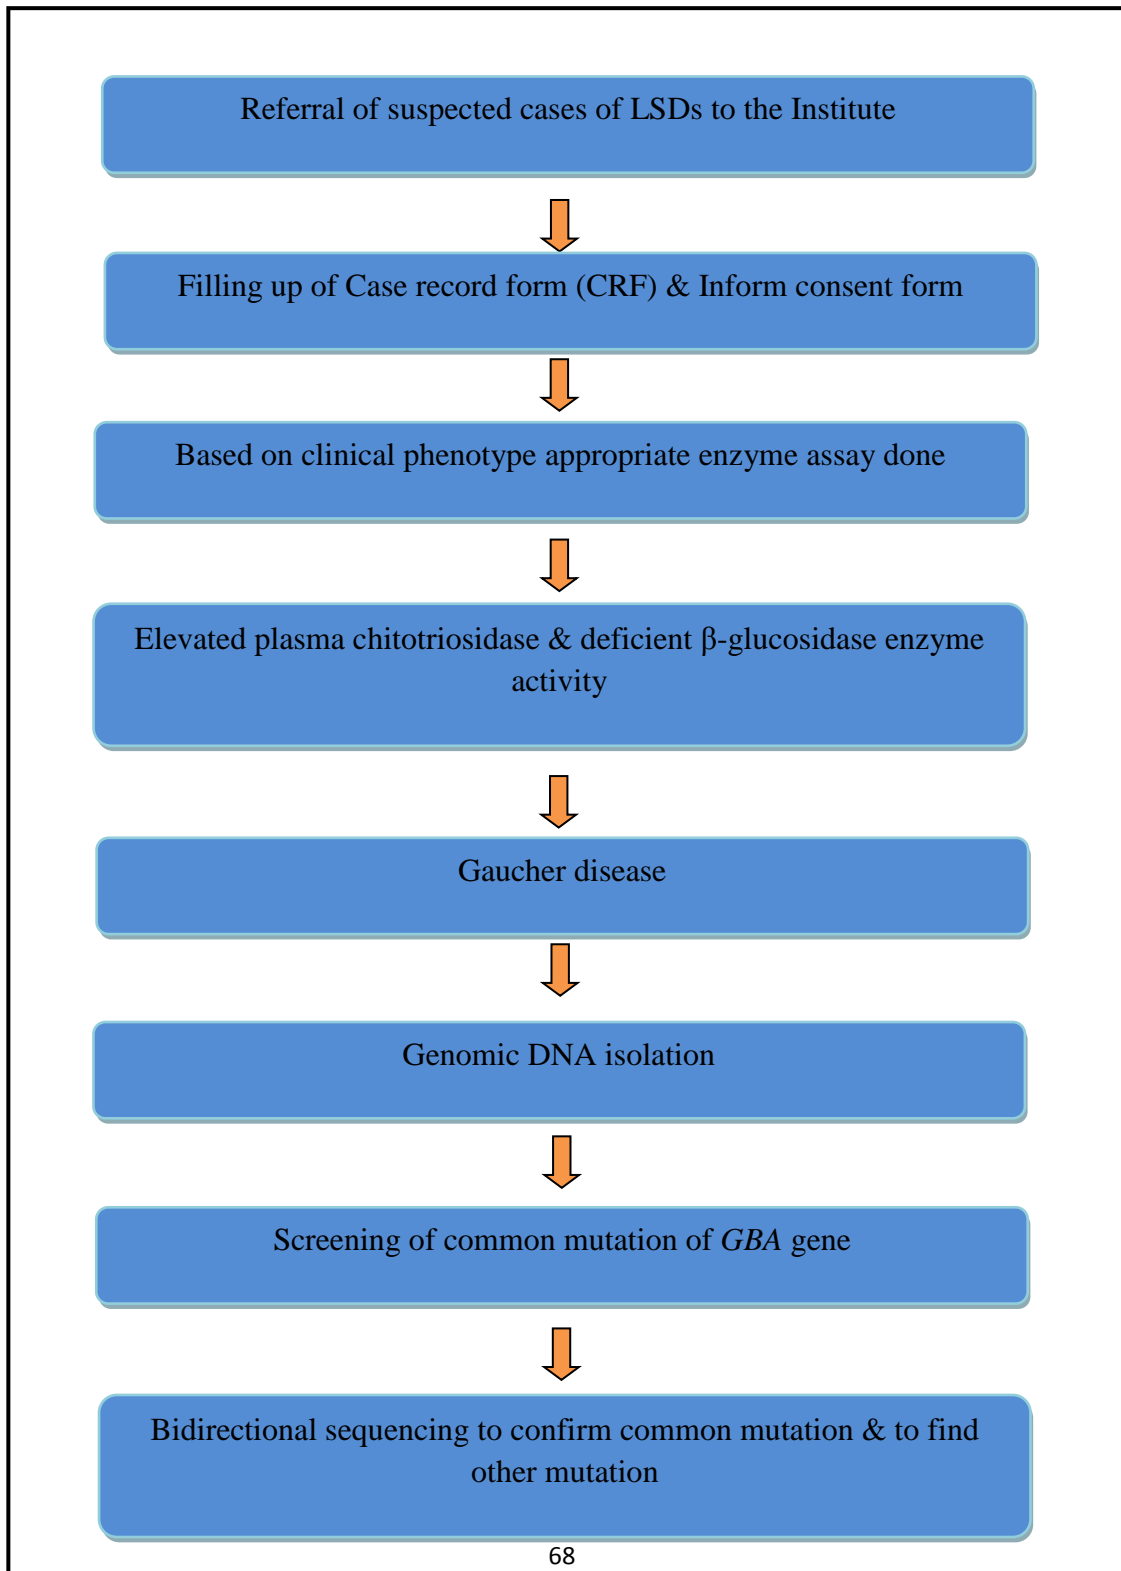 Referral of suspected cases of LSDs to the Institute
Filling up of Case record form (CRF) & Inform consent form
Based on clinical phenotype appropriate enzyme assay done
Elevated plasma chitotriosidase & deficient β-glucosidase enzyme
activity
Gaucher disease
Genomic DNA isolation
Screening of common mutation of GBA gene
Bidirectional sequencing to confirm common mutation & to find
other mutation
68